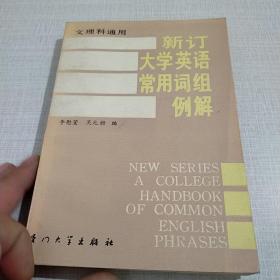 文理科通用
新订
大学英语
常用词组
例解
NEW SERIES
A COLLEGE
HANDBOOK
OF COMMON
ENGLISH
PHRASES
厦门大学出版社